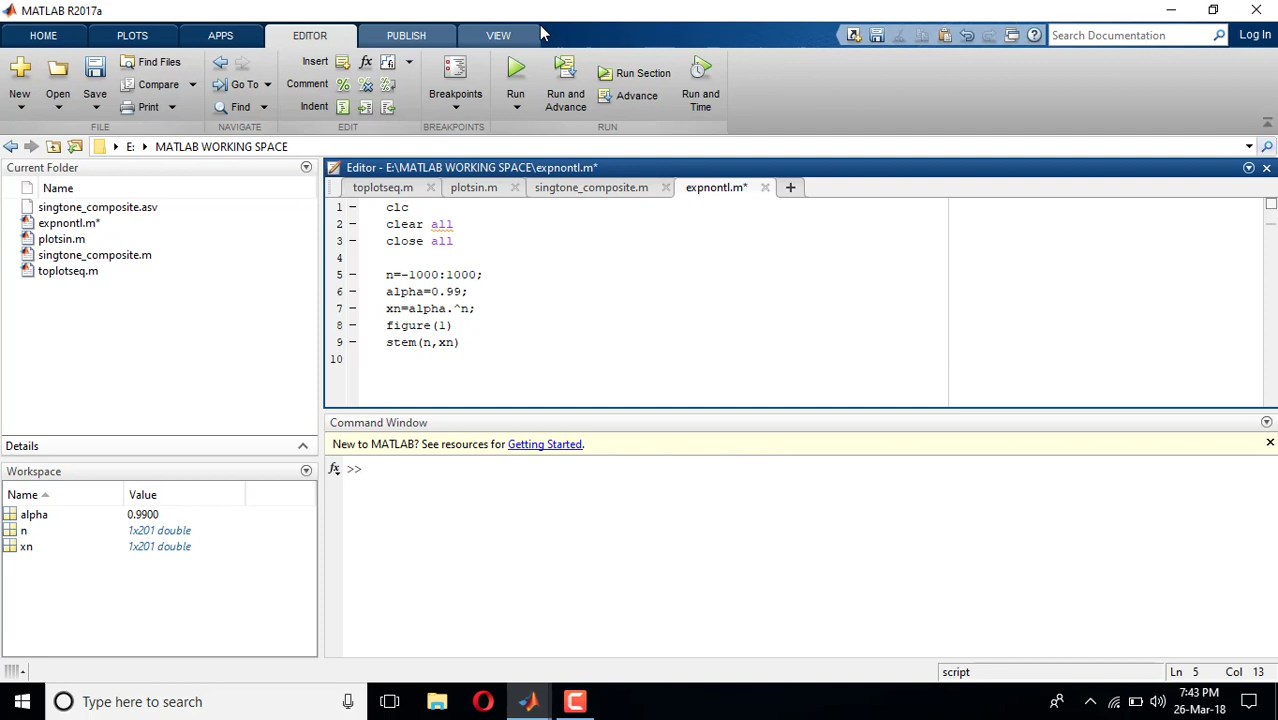 MATLAB R2017a
HOME PLOTS APPS EDITOR PUBLISH VIEW Search Documentation Log In
New Open Save Find Files Compare Print
Go To Find
Insert fx Comment % Indent
Breakpoints
Run Run and Advance Run Section Advance Run and Time
FILE NAVIGATE EDIT BREAKPOINTS RUN
E: MATLAB WORKING SPACE
Current Folder
Name
singtone_composite.asv
expnontl.m*
plotsin.m
singtone_composite.m
toplotseq.m
Details
Workspace
Name Value
alpha 0.9900
n 1x201 double
xn 1x201 double
Editor - E:\MATLAB WORKING SPACE\expnontl.m*
toplotseq.m plotsin.m singtone_composite.m expnontl.m* +
1 clc
2 clear all
3 close all
4
5 n=-1000:1000;
6 alpha=0.99;
7 xn=alpha.^n;
8 figure(1)
9 stem(n,xn)
10
Command Window
New to MATLAB? See resources for Getting Started.
fx >>
script Ln 5 Col 13
Type here to search
7:43 PM
26-Mar-18